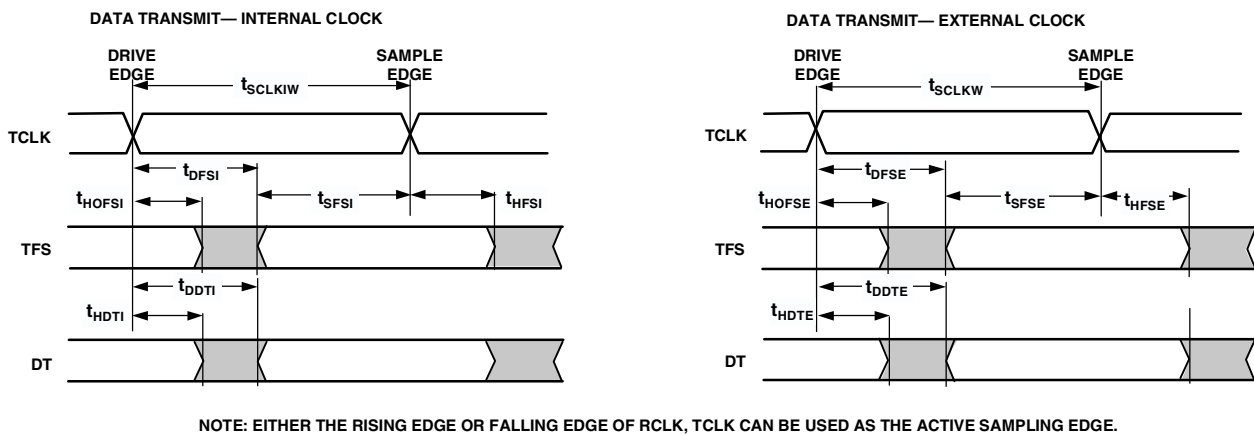 DATA TRANSMIT— INTERNAL CLOCK
DRIVE EDGE
SAMPLE EDGE
tSCLKIW
TCLK
tDFSI
tHOFSI
tSFSI
tHFSI
TFS
tDDTI
tHDTI
DT
DATA TRANSMIT— EXTERNAL CLOCK
DRIVE EDGE
SAMPLE EDGE
tSCLKW
TCLK
tDFSE
tHOFSE
tSFSE
tHFSE
TFS
tDDTE
tHDTE
DT
NOTE: EITHER THE RISING EDGE OR FALLING EDGE OF RCLK, TCLK CAN BE USED AS THE ACTIVE SAMPLING EDGE.